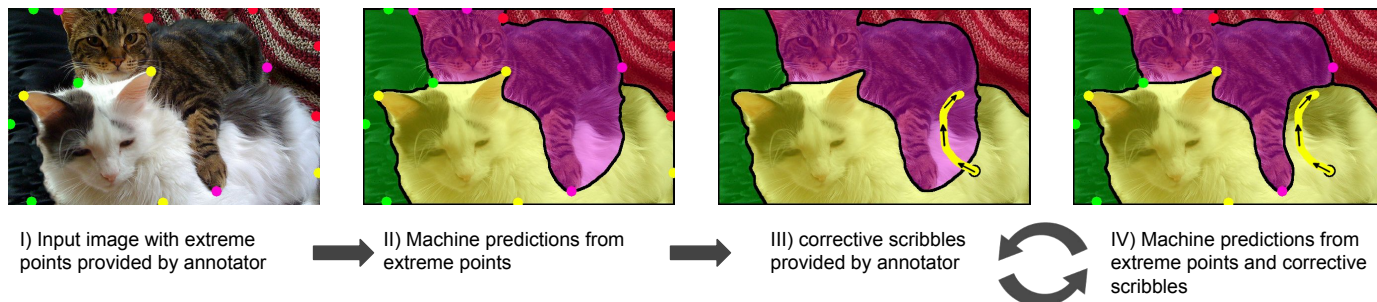 I) Input image with extreme
points provided by annotator
II) Machine predictions from
extreme points
III) corrective scribbles
provided by annotator
IV) Machine predictions from
extreme points and corrective
scribbles